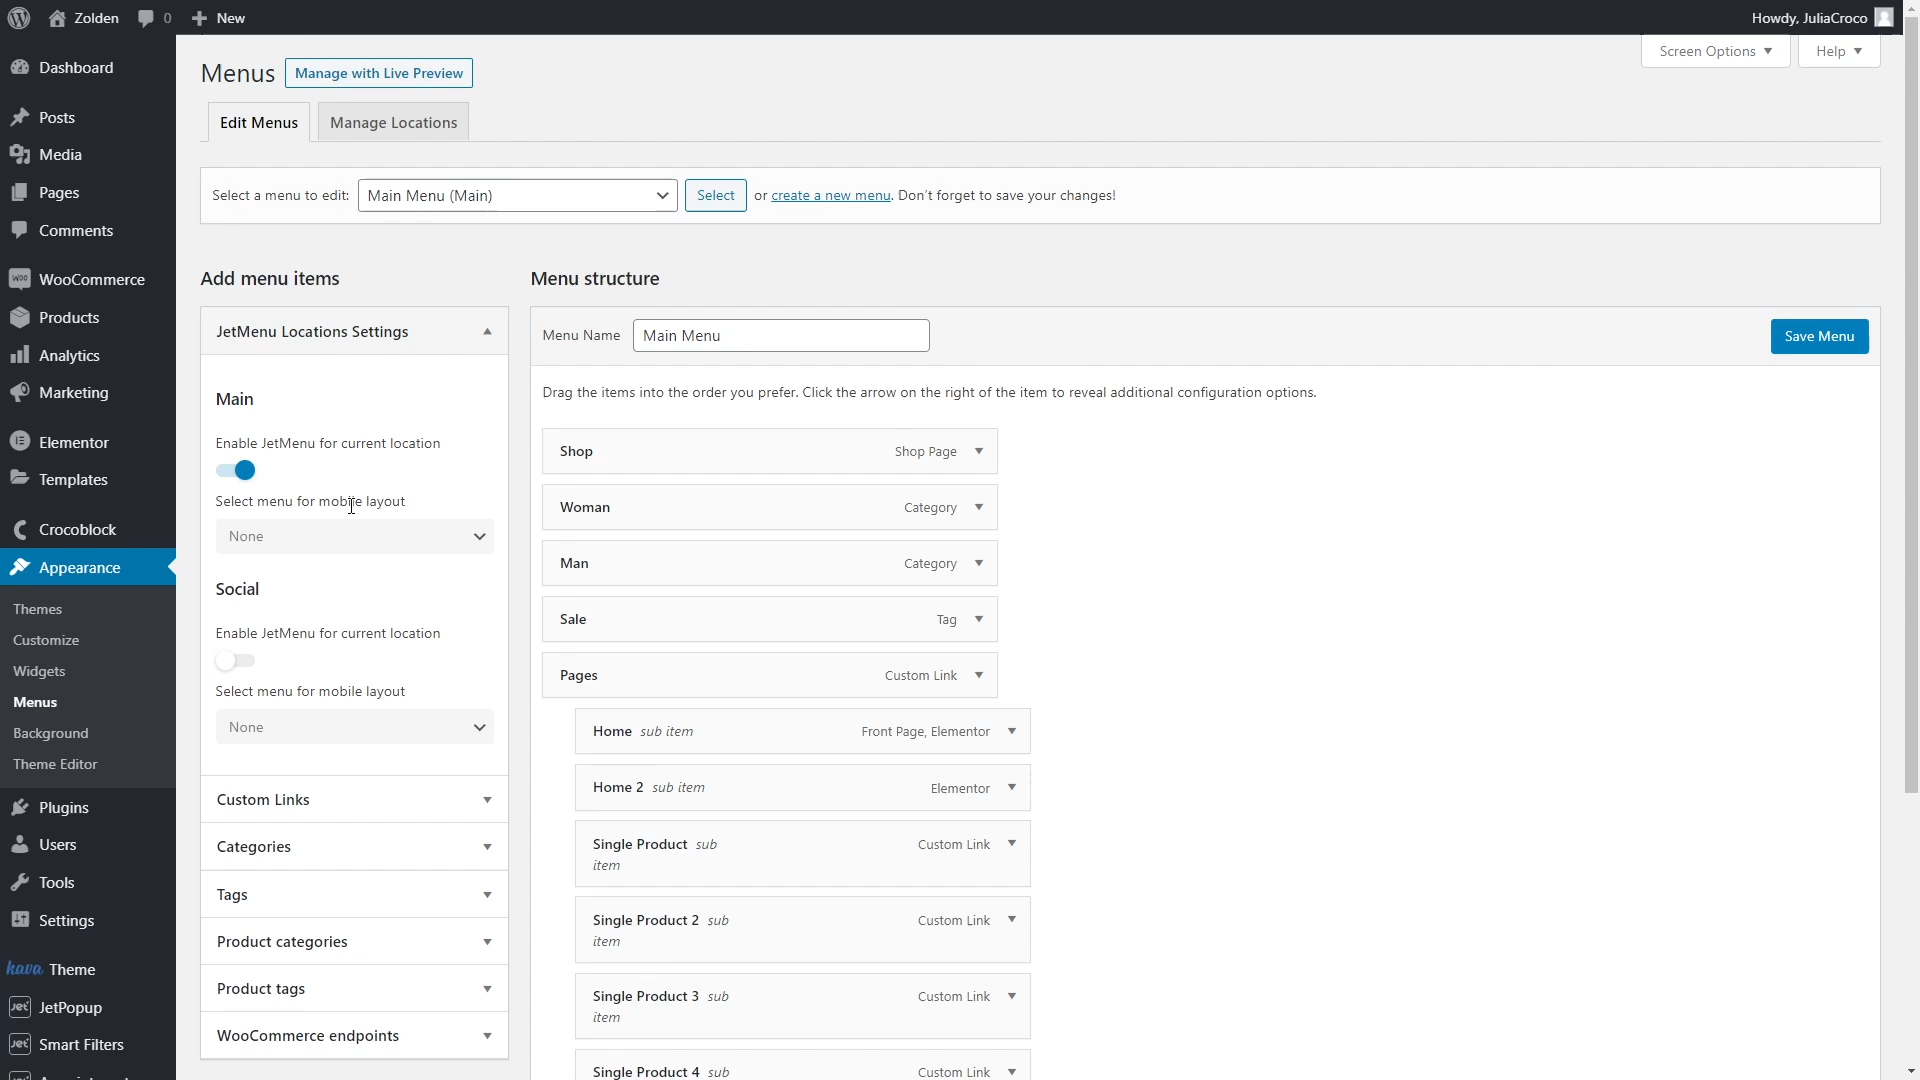 Zolden
0
New
Howdy, JuliaCroco
Dashboard
Posts
Media
Pages
Comments
WooCommerce
Products
Analytics
Marketing
Elementor
Templates
Crocoblock
Appearance
Themes
Customize
Widgets
Menus
Background
Theme Editor
Plugins
Users
Tools
Settings
kava Theme
Jet JetPopup
Jet Smart Filters
Screen Options
Help
Menus
Manage with Live Preview
Edit Menus
Manage Locations
Select a menu to edit: Main Menu (Main) Select or create a new menu. Don't forget to save your changes!
Add menu items
JetMenu Locations Settings
Main
Enable JetMenu for current location
Select menu for mobile layout
None
Social
Enable JetMenu for current location
Select menu for mobile layout
None
Custom Links
Categories
Tags
Product categories
Product tags
WooCommerce endpoints
Menu structure
Menu Name Main Menu Save Menu
Drag the items into the order you prefer. Click the arrow on the right of the item to reveal additional configuration options.
Shop Shop Page
Woman Category
Man Category
Sale Tag
Pages Custom Link
Home sub item Front Page, Elementor
Home 2 sub item Elementor
Single Product sub Custom Link
item
Single Product 2 sub Custom Link
item
Single Product 3 sub Custom Link
item
Single Product 4 sub Custom Link